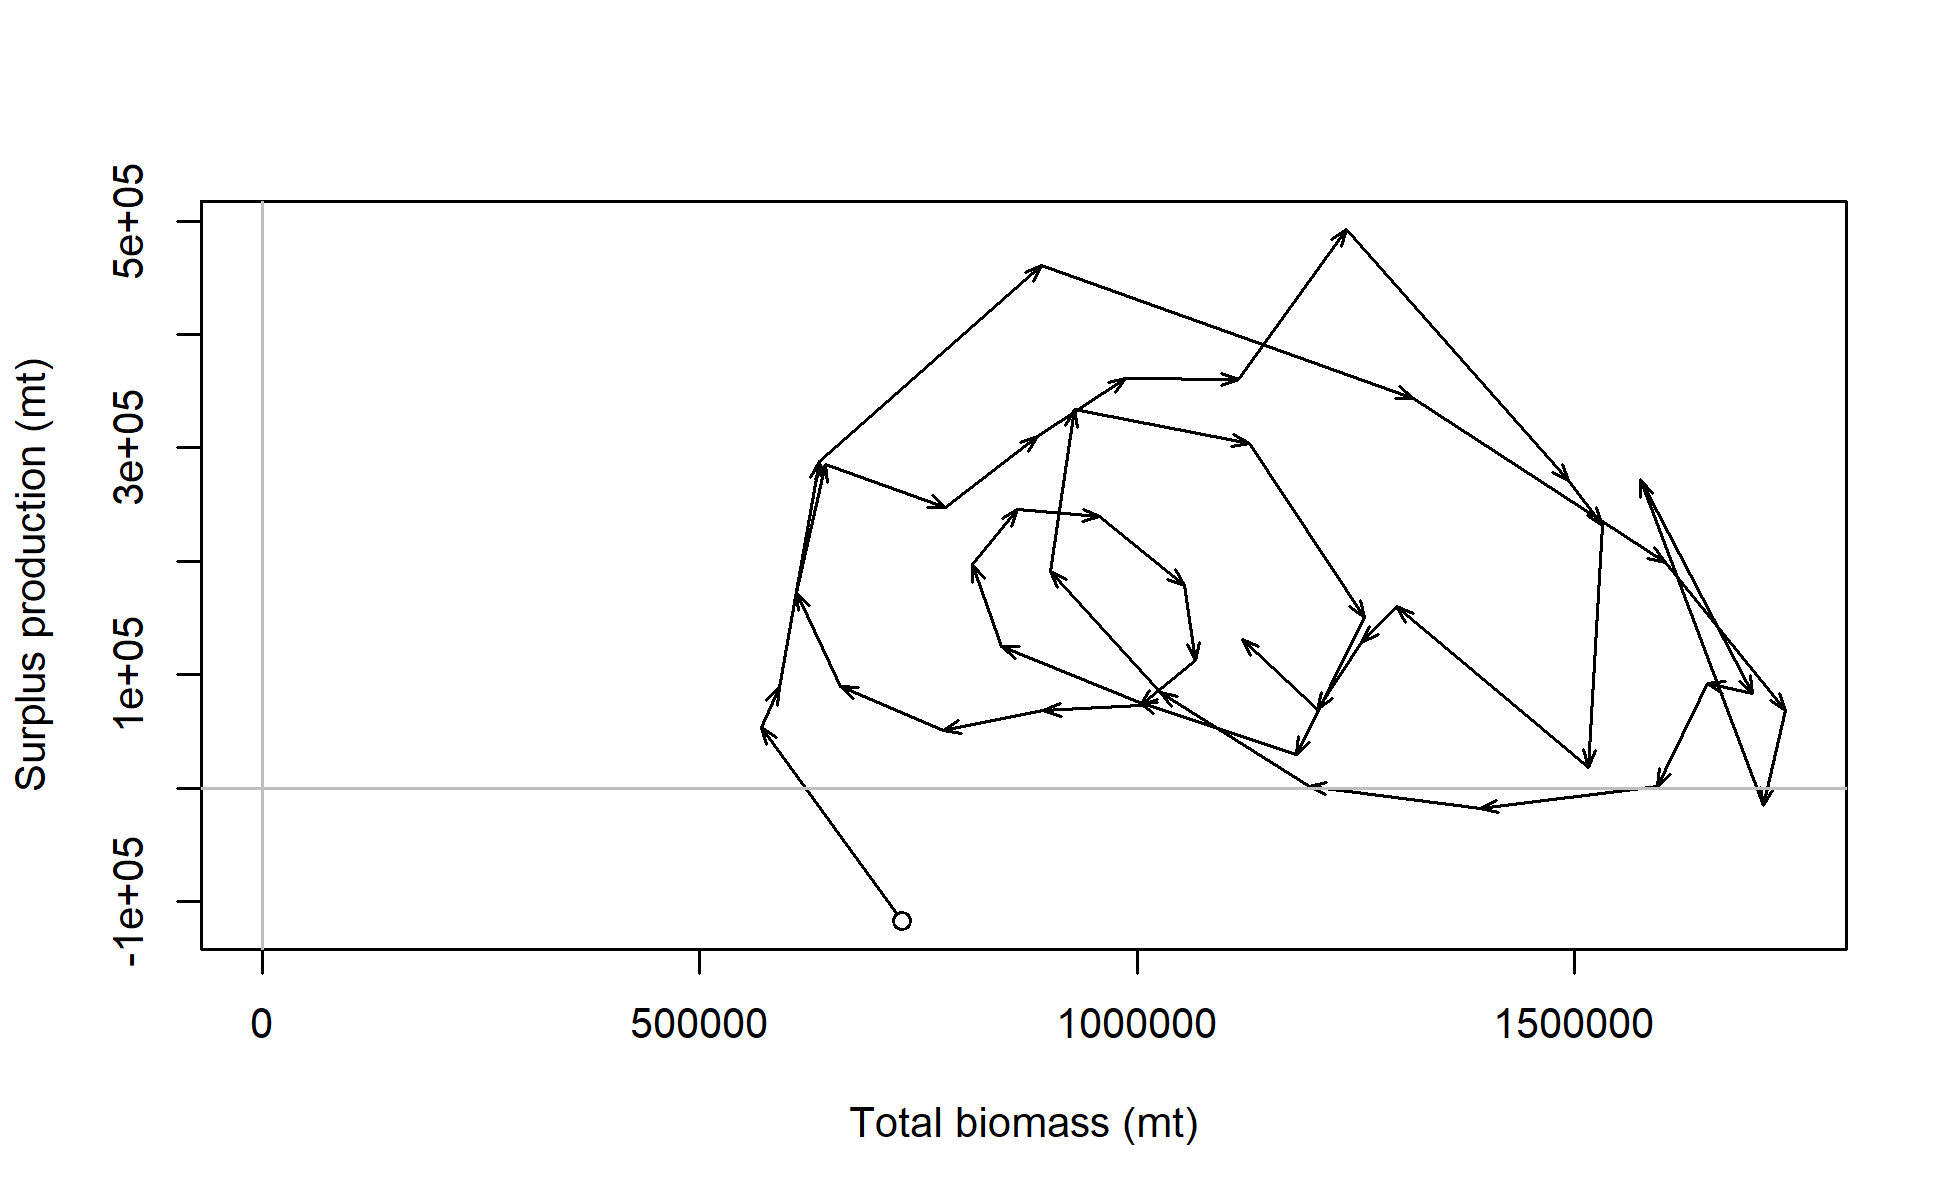 Surplus production (mt)
5e+05
3e+05
1e+05
-1e+05
0 500000 1000000 1500000
Total biomass (mt)